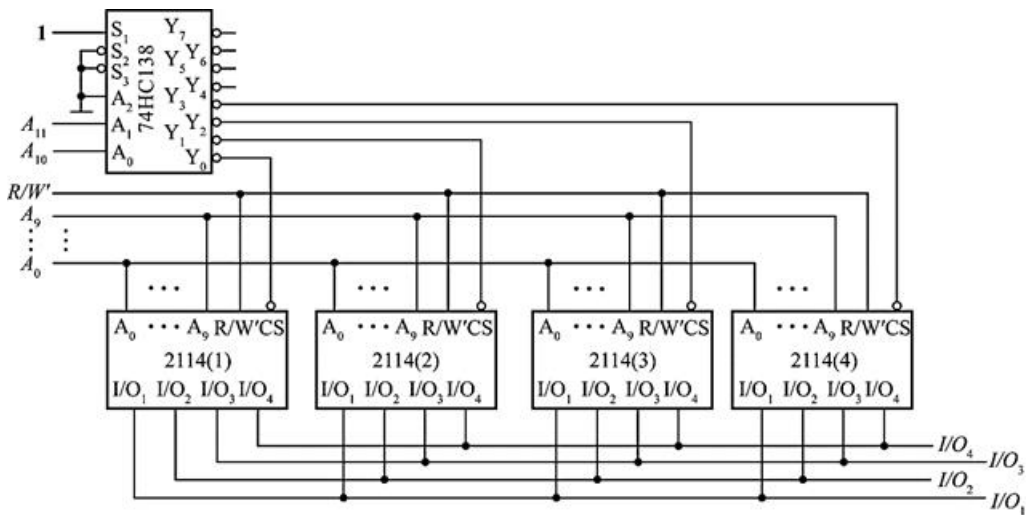 1
S₁
S₂
S₃
A₂
A₁
A₀
74HC138
Y₇
Y₆
Y₅
Y₄
Y₃
Y₂
Y₁
Y₀
A₁₁
A₁₀
R/W'
A₉
A₀
A₀ ··· A₉ R/W'CS
2114(1)
I/O₁ I/O₂ I/O₃ I/O₄
A₀ ··· A₉ R/W'CS
2114(2)
I/O₁ I/O₂ I/O₃ I/O₄
A₀ ··· A₉ R/W'CS
2114(3)
I/O₁ I/O₂ I/O₃ I/O₄
A₀ ··· A₉ R/W'CS
2114(4)
I/O₁ I/O₂ I/O₃ I/O₄
I/O₄
I/O₃
I/O₂
I/O₁